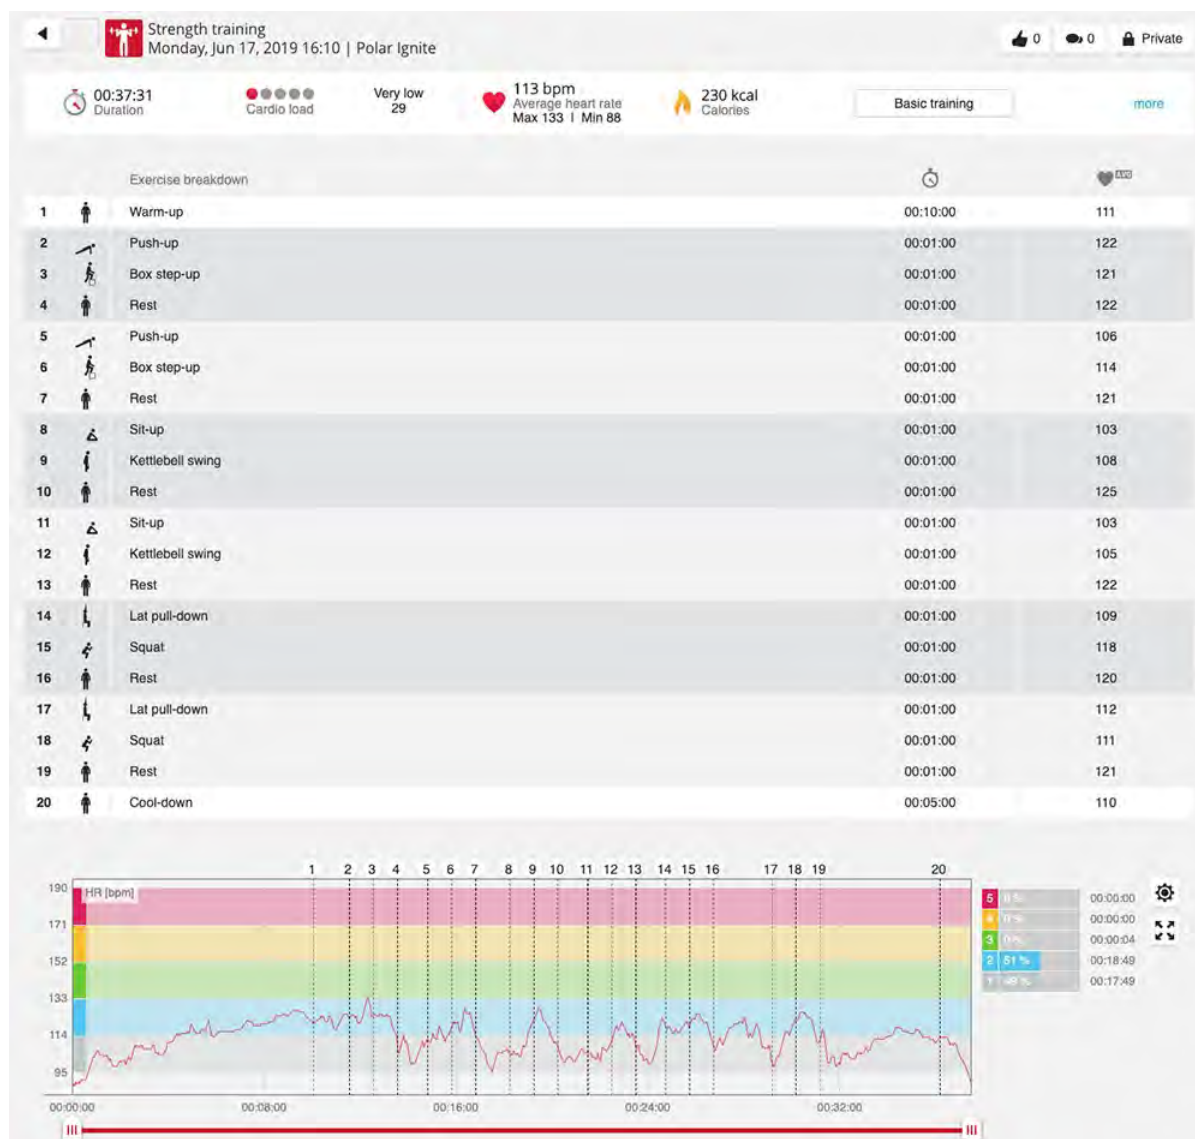 Strength training
Monday, Jun 17, 2019 16:10 | Polar Ignite
0 0 Private
00:37:31
Duration
Cardio load
Very low
29
113 bpm
Average heart rate
Max 133 | Min 88
230 kcal
Calories
Basic training
more
Exercise breakdown AVG
1 Warm-up 00:10:00 111
2 Push-up 00:01:00 122
3 Box step-up 00:01:00 121
4 Rest 00:01:00 122
5 Push-up 00:01:00 106
6 Box step-up 00:01:00 114
7 Rest 00:01:00 121
8 Sit-up 00:01:00 103
9 Kettlebell swing 00:01:00 108
10 Rest 00:01:00 125
11 Sit-up 00:01:00 103
12 Kettlebell swing 00:01:00 105
13 Rest 00:01:00 122
14 Lat pull-down 00:01:00 109
15 Squat 00:01:00 118
16 Rest 00:01:00 120
17 Lat pull-down 00:01:00 112
18 Squat 00:01:00 111
19 Rest 00:01:00 121
20 Cool-down 00:05:00 110
1 2 3 4 5 6 7 8 9 10 11 12 13 14 15 16 17 18 19 20
HR [bpm]
190
171
152
133
114
95
00:00:00 00:08:00 00:16:00 00:24:00 00:32:00
5 0 % 00:00:00
4 0 % 00:00:00
3 0 % 00:00:04
2 51 % 00:18:49
1 49 % 00:17:49